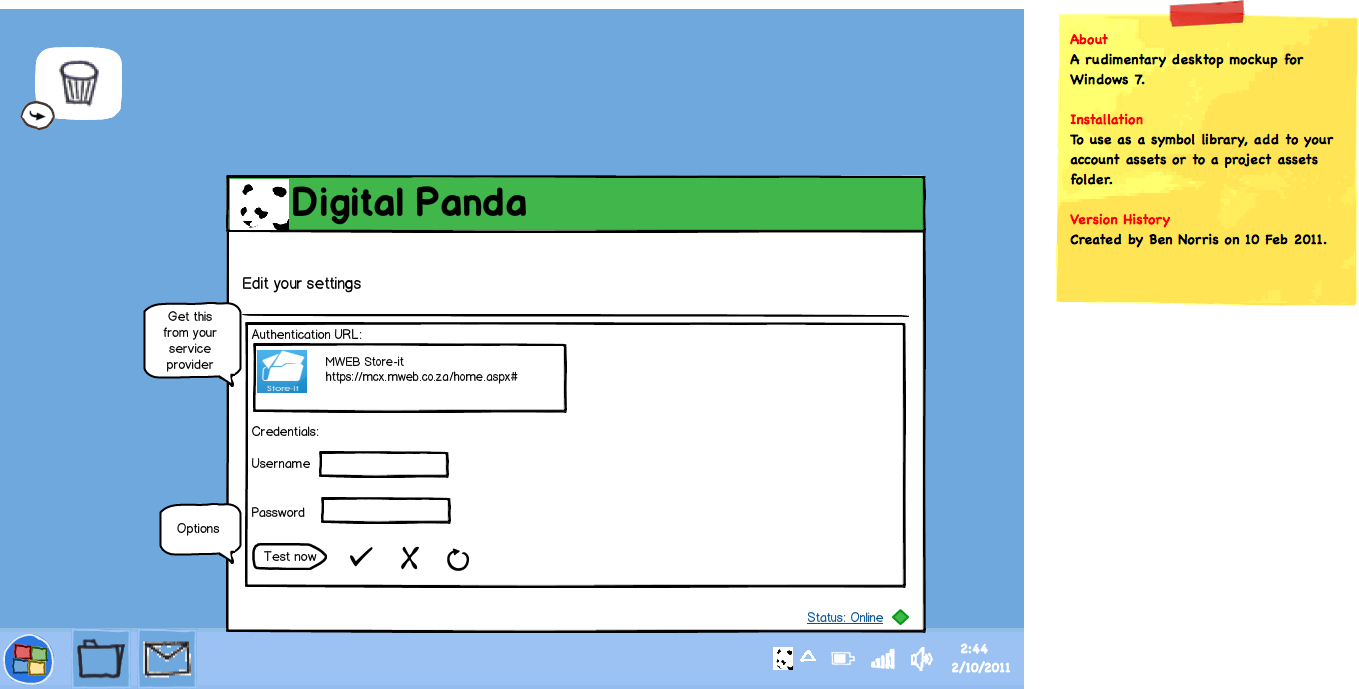 Digital Panda
Edit your settings
Get this
from your
service
provider
Authentication URL:
Store-It
MWEB Store-it
https://mcx.mweb.co.za/home.aspx#
Credentials:
Username
Password
Options
Test now
Status: Online
2:44
2/10/2011
About
A rudimentary desktop mockup for
Windows 7.
Installation
To use as a symbol library, add to your
account assets or to a project assets
folder.
Version History
Created by Ben Norris on 10 Feb 2011.